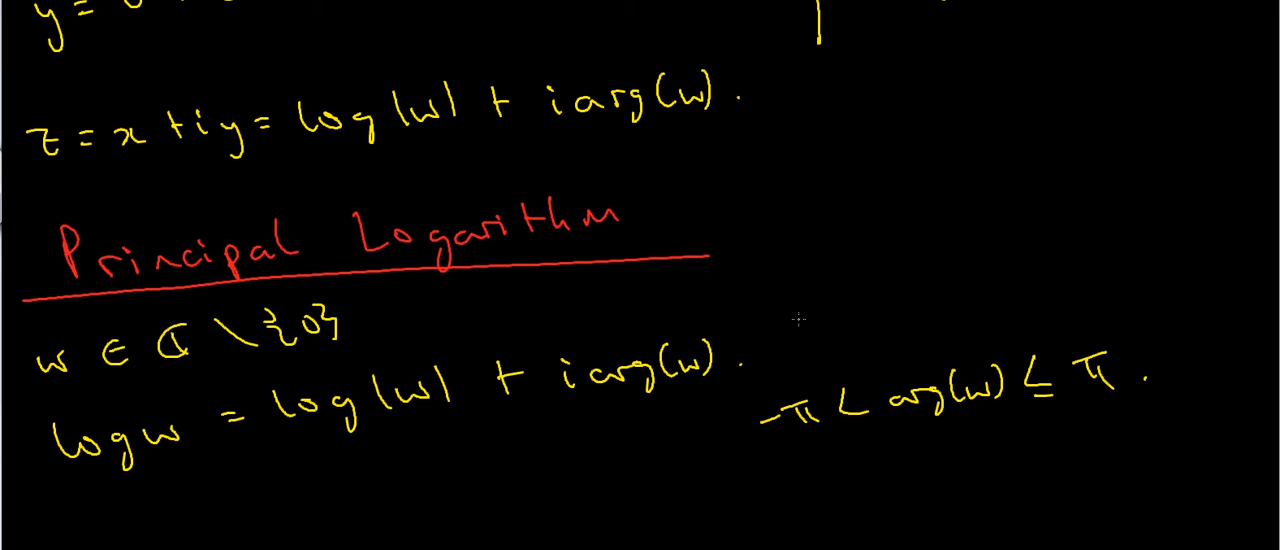 y =
z = x + iy = log|w| + i arg(w).
Principal Logarithm
w ∈ ℂ \ {0}
log w = log|w| + i arg(w). -π < arg(w) ≤ π.